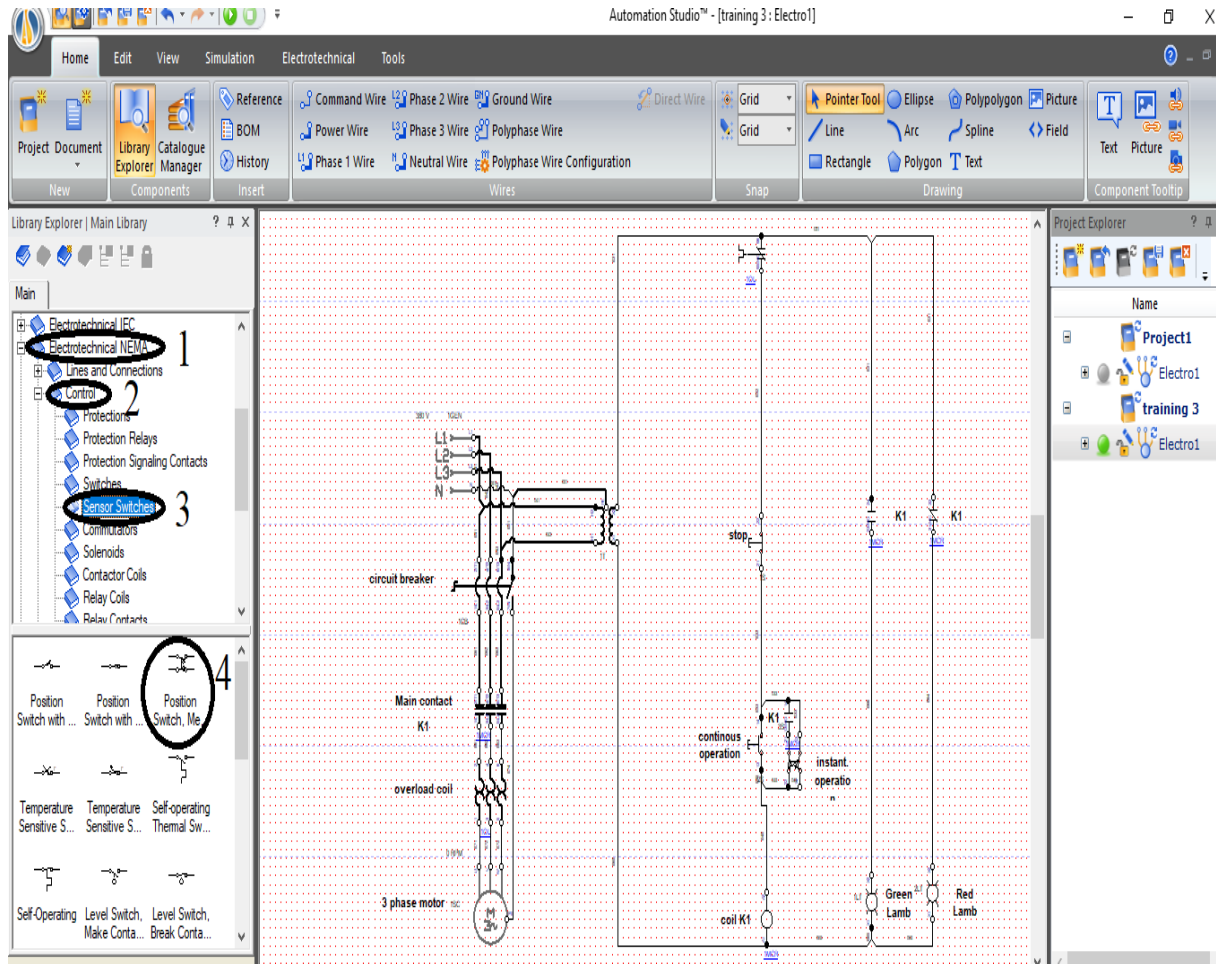 Automation Studio™ - [training 3 : Electro1]
Home Edit View Simulation Electrotechnical Tools
Project Document
Library Explorer
Catalogue Manager
Reference
BOM
History
Command Wire Phase 2 Wire Ground Wire Direct Wire
Power Wire Phase 3 Wire Polyphase Wire
Phase 1 Wire Neutral Wire Polyphase Wire Configuration
Grid
Grid
Pointer Tool Ellipse Polypolygon Picture
Line Arc Spline Field
Rectangle Polygon Text
Text Picture
New Components Insert Wires Snap Drawing Component Tooltip
Library Explorer | Main Library
Main
Electrotechnical IEC
Electrotechnical NEMA 1
Lines and Connections
Control 2
Protections
Protection Relays
Protection Signaling Contacts
Switches
Sensor Switches 3
Commutators
Solenoids
Contactor Coils
Relay Coils
Relay Contacts
4
Position Switch with ...
Position Switch with ...
Position Switch, Me...
Temperature Sensitive S...
Temperature Sensitive S...
Self-operating Thermal Sw...
Self-Operating
Level Switch, Make Conta...
Level Switch, Break Conta...
380 V
L1
L2
L3
N
circuit breaker
Main contact
K1
overload coil
3 phase motor
M
stop
continous
operation
K1
instant.
operatio
n
coil K1
K1
K1
Green
Lamb
Red
Lamb
Project Explorer
Name
Project1
Electro1
training 3
Electro1